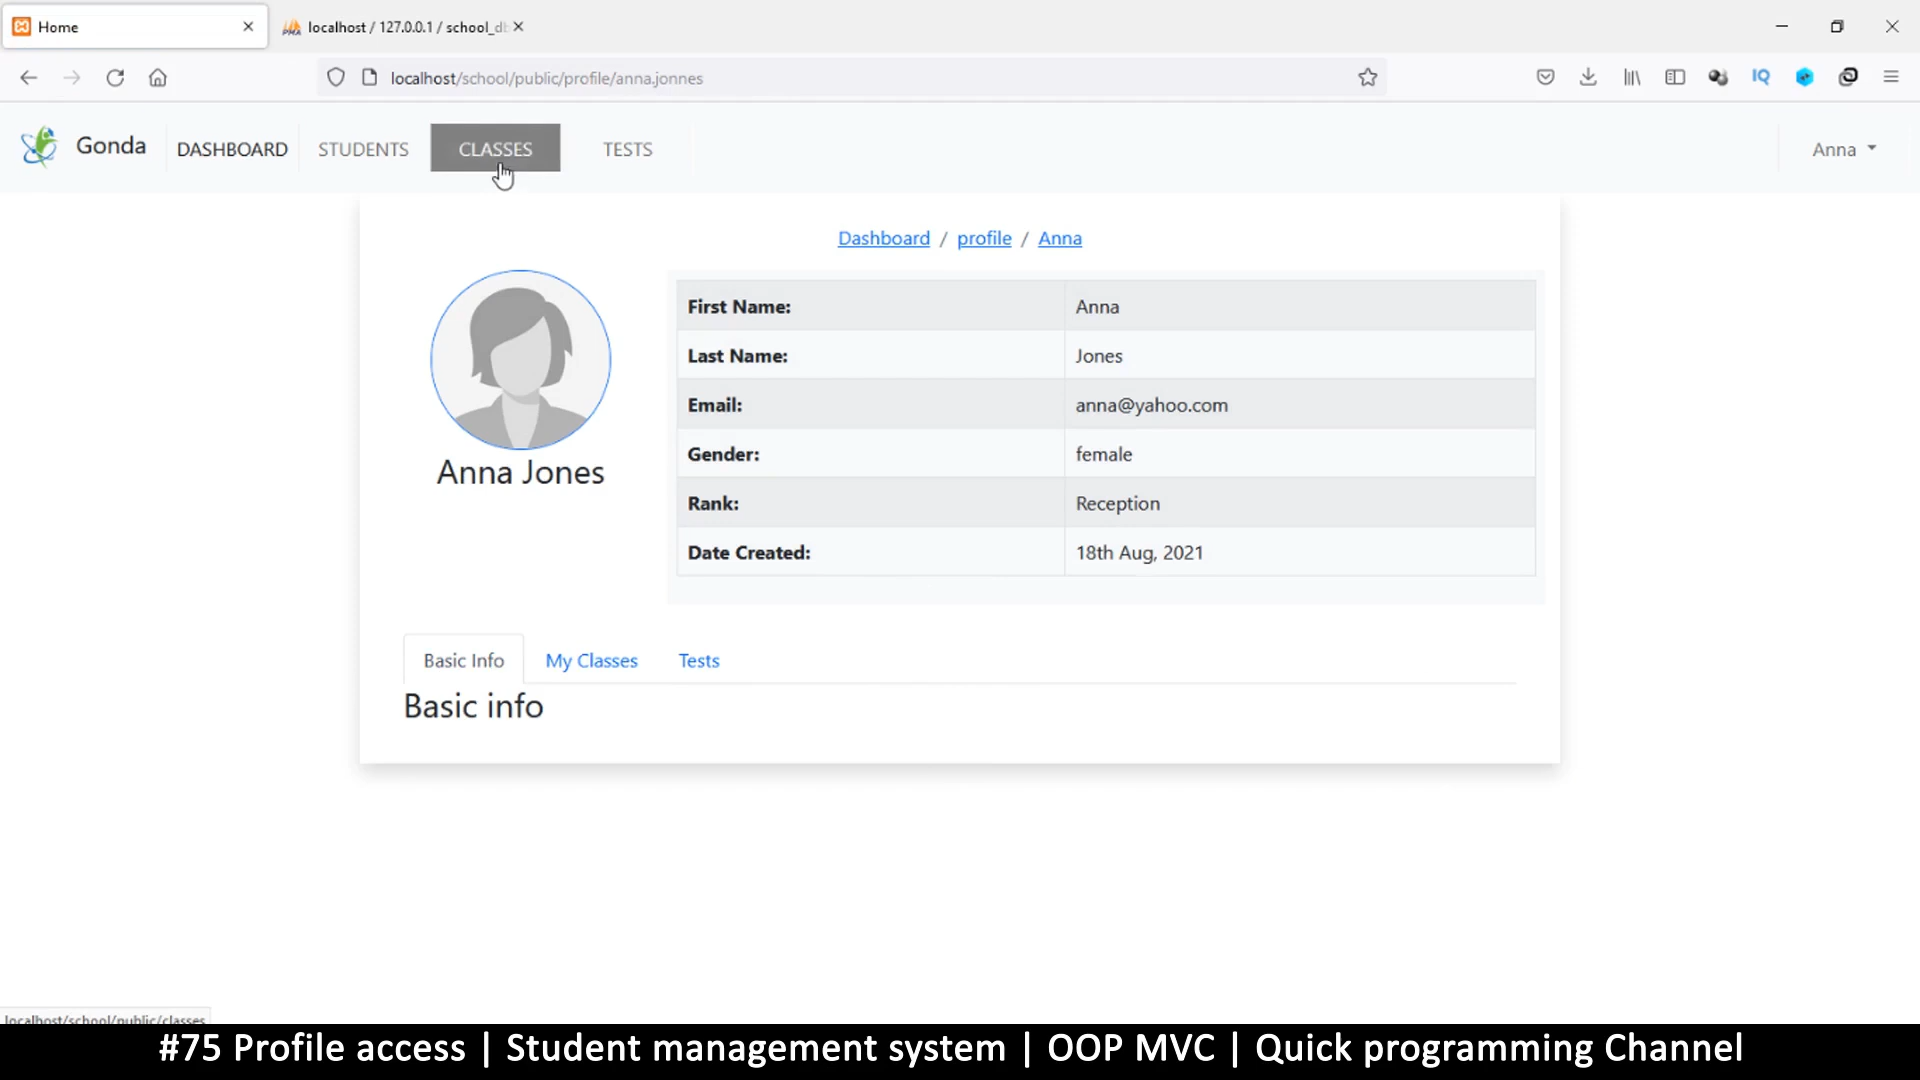 Home
localhost / 127.0.0.1 / school_db
localhost/school/public/profile/anna.jonnes
IQ
Gonda
DASHBOARD
STUDENTS
CLASSES
TESTS
Anna
Dashboard / profile / Anna
First Name: Anna
Last Name: Jones
Email: anna@yahoo.com
Gender: female
Rank: Reception
Date Created: 18th Aug, 2021
Anna Jones
Basic Info
My Classes
Tests
Basic info
localhost/school/public/classes
#75 Profile access | Student management system | OOP MVC | Quick programming Channel